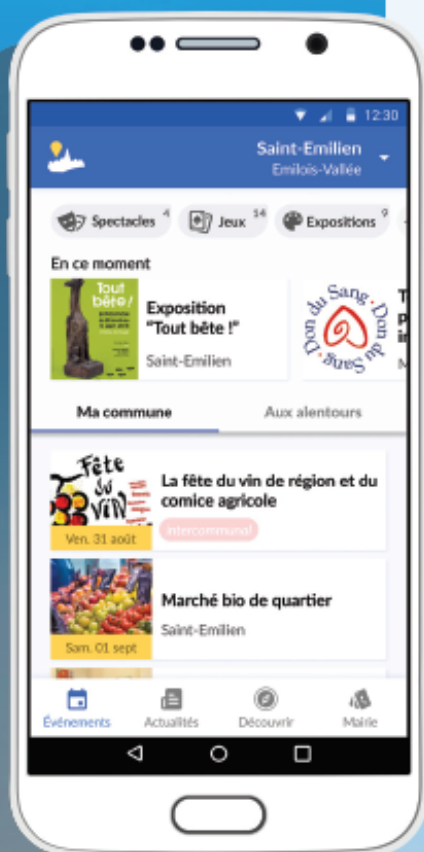 12:30
Saint-Emilien
Emilois-Vallée
Spectacles 4
Jeux 14
Expositions 9
En ce moment
Tout
bête !
Exposition
"Tout bête !"
Saint-Emilien
Don du Sang · Don du Sang
T
p
i
M
Ma commune
Aux alentours
Fête
du
VIN
Ven. 31 août
La fête du vin de région et du
comice agricole
intercommunal
Sam. 01 sept
Marché bio de quartier
Saint-Emilien
Événements
Actualités
Découvrir
Mairie